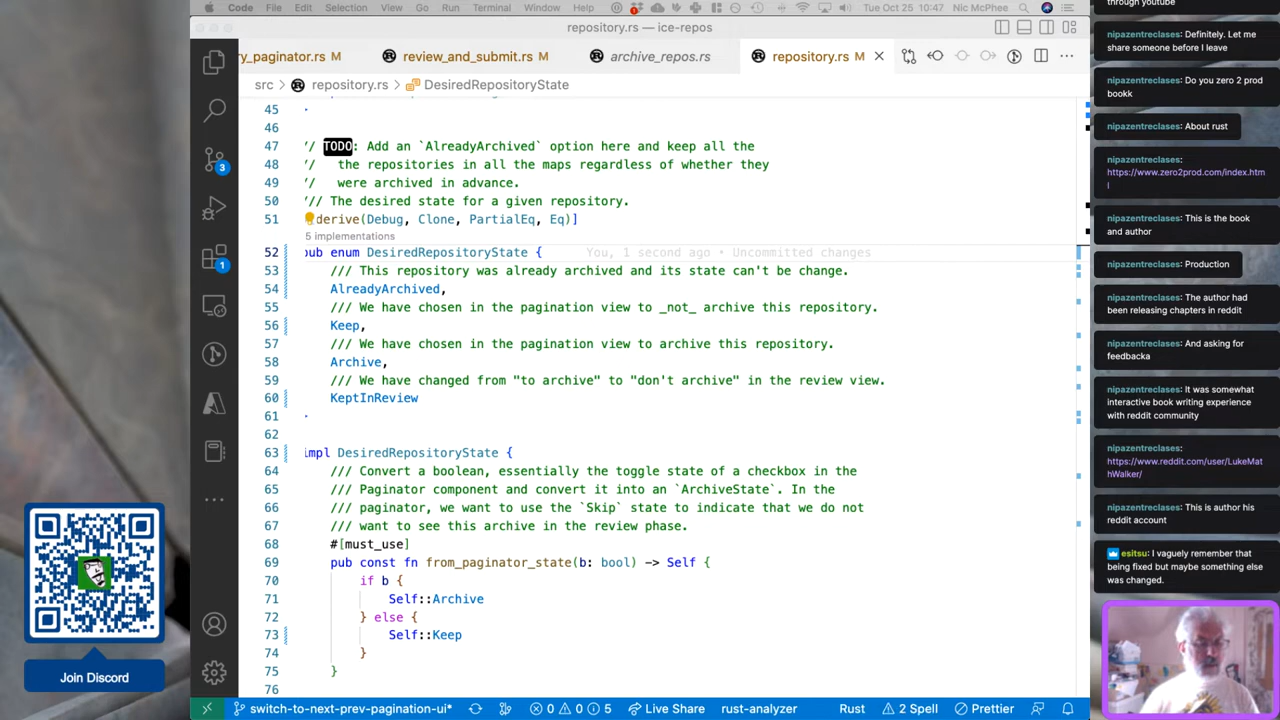 Code File Edit Selection View Go Run Terminal Window Help Tue Oct 25 10:47 Nic McPhee
repository.rs — ice-repos
ry_paginator.rs M
review_and_submit.rs M
archive_repos.rs
repository.rs M
src > repository.rs > DesiredRepositoryState
45
46
47 // TODO: Add an `AlreadyArchived` option here and keep all the
48 // the repositories in all the maps regardless of whether they
49 // were archived in advance.
50 /// The desired state for a given repository.
51 derive(Debug, Clone, PartialEq, Eq)]
5 implementations
52 pub enum DesiredRepositoryState { You, 1 second ago • Uncommitted changes
53 /// This repository was already archived and its state can't be change.
54 AlreadyArchived,
55 /// We have chosen in the pagination view to _not_ archive this repository.
56 Keep,
57 /// We have chosen in the pagination view to archive this repository.
58 Archive,
59 /// We have changed from "to archive" to "don't archive" in the review view.
60 KeptInReview
61
62
63 impl DesiredRepositoryState {
64 /// Convert a boolean, essentially the toggle state of a checkbox in the
65 /// Paginator component and convert it into an `ArchiveState`. In the
66 /// paginator, we want to use the `Skip` state to indicate that we do not
67 /// want to see this archive in the review phase.
68 #[must_use]
69 pub const fn from_paginator_state(b: bool) -> Self {
70 if b {
71 Self::Archive
72 } else {
73 Self::Keep
74 }
75 }
76
3
1
switch-to-next-prev-pagination-ui* 0 0 5 Live Share rust-analyzer Rust 2 Spell Prettier
Join Discord
through youtube
nipazentreclases: Definitely. Let me
share someone before I leave
nipazentreclases: Do you zero 2 prod
bookk
nipazentreclases: About rust
nipazentreclases:
https://www.zero2prod.com/index.htm
l
nipazentreclases: This is the book
and author
nipazentreclases: Production
nipazentreclases: The author had
been releasing chapters in reddit
nipazentreclases: And asking for
feedbacka
nipazentreclases: It was somewhat
interactive book writing experience
with reddit community
nipazentreclases:
https://www.reddit.com/user/LukeMat
hWalker/
nipazentreclases: This is author his
reddit account
esitsu: I vaguely remember that
being fixed but maybe something else
was changed.